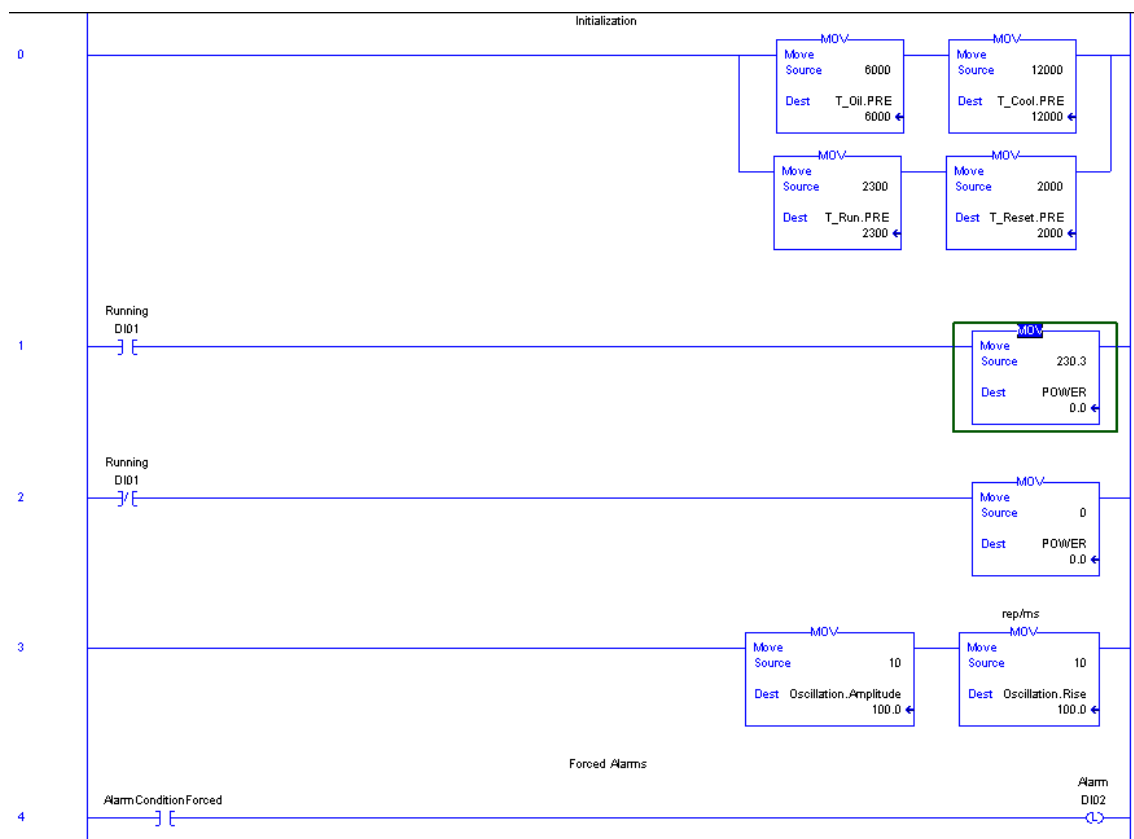 Initialization
0
MOV
Move
Source 6000
Dest T_Oil.PRE
6000
MOV
Move
Source 12000
Dest T_Cool.PRE
12000
MOV
Move
Source 2300
Dest T_Run.PRE
2300
MOV
Move
Source 2000
Dest T_Reset.PRE
2000
Running
DI01
1
MOV
Move
Source 230.3
Dest POWER
0.0
Running
DI01
2
MOV
Move
Source 0
Dest POWER
0.0
3
MOV
Move
Source 10
Dest Oscillation.Amplitude
100.0
rep/ms
MOV
Move
Source 10
Dest Oscillation.Rise
100.0
Forced Alarms
AlarmConditionForced
4
Alarm
DI02
L